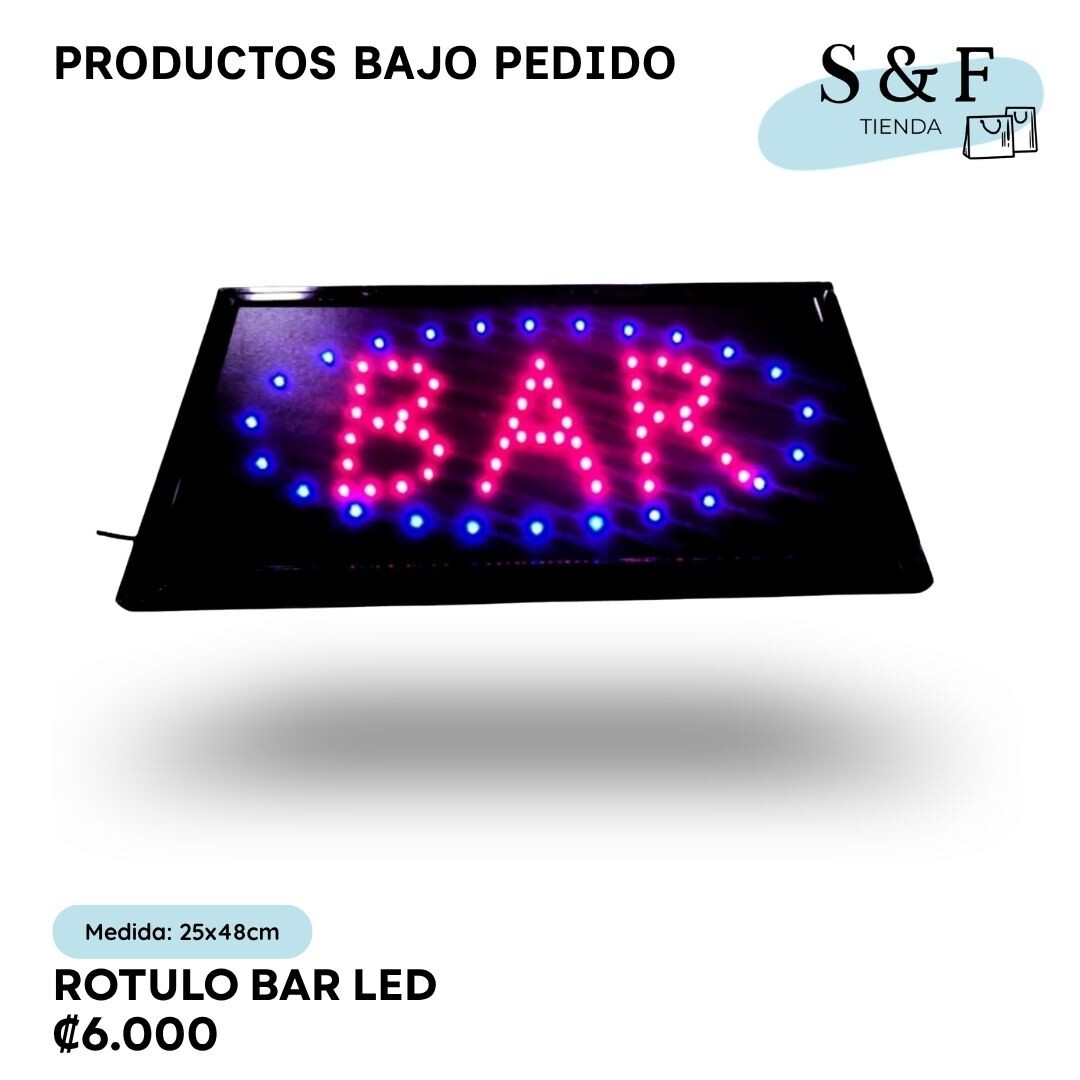 PRODUCTOS BAJO PEDIDO
S & F
TIENDA
BAR
Medida: 25x48cm
ROTULO BAR LED
₡6.000